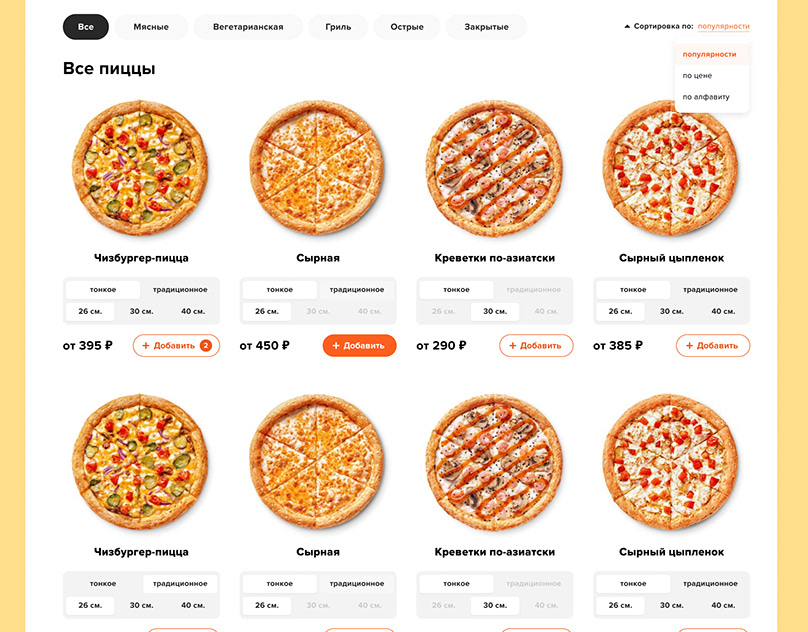 Все Мясные Вегетарианская Гриль Острые Закрытые Сортировка по: популярности
популярности
Все пиццы
по цене
по алфавиту
Чизбургер-пицца Сырная Креветки по-азиатски Сырный цыпленок
тонкое традиционное тонкое традиционное тонкое традиционное тонкое традиционное
26 см. 30 см. 40 см. 26 см. 30 см. 40 см. 26 см. 30 см. 40 см. 26 см. 30 см. 40 см.
от 395 ₽ + Добавить 2 от 450 ₽ + Добавить от 290 ₽ + Добавить от 385 ₽ + Добавить
Чизбургер-пицца Сырная Креветки по-азиатски Сырный цыпленок
тонкое традиционное тонкое традиционное тонкое традиционное тонкое традиционное
26 см. 30 см. 40 см. 26 см. 30 см. 40 см. 26 см. 30 см. 40 см. 26 см. 30 см. 40 см.